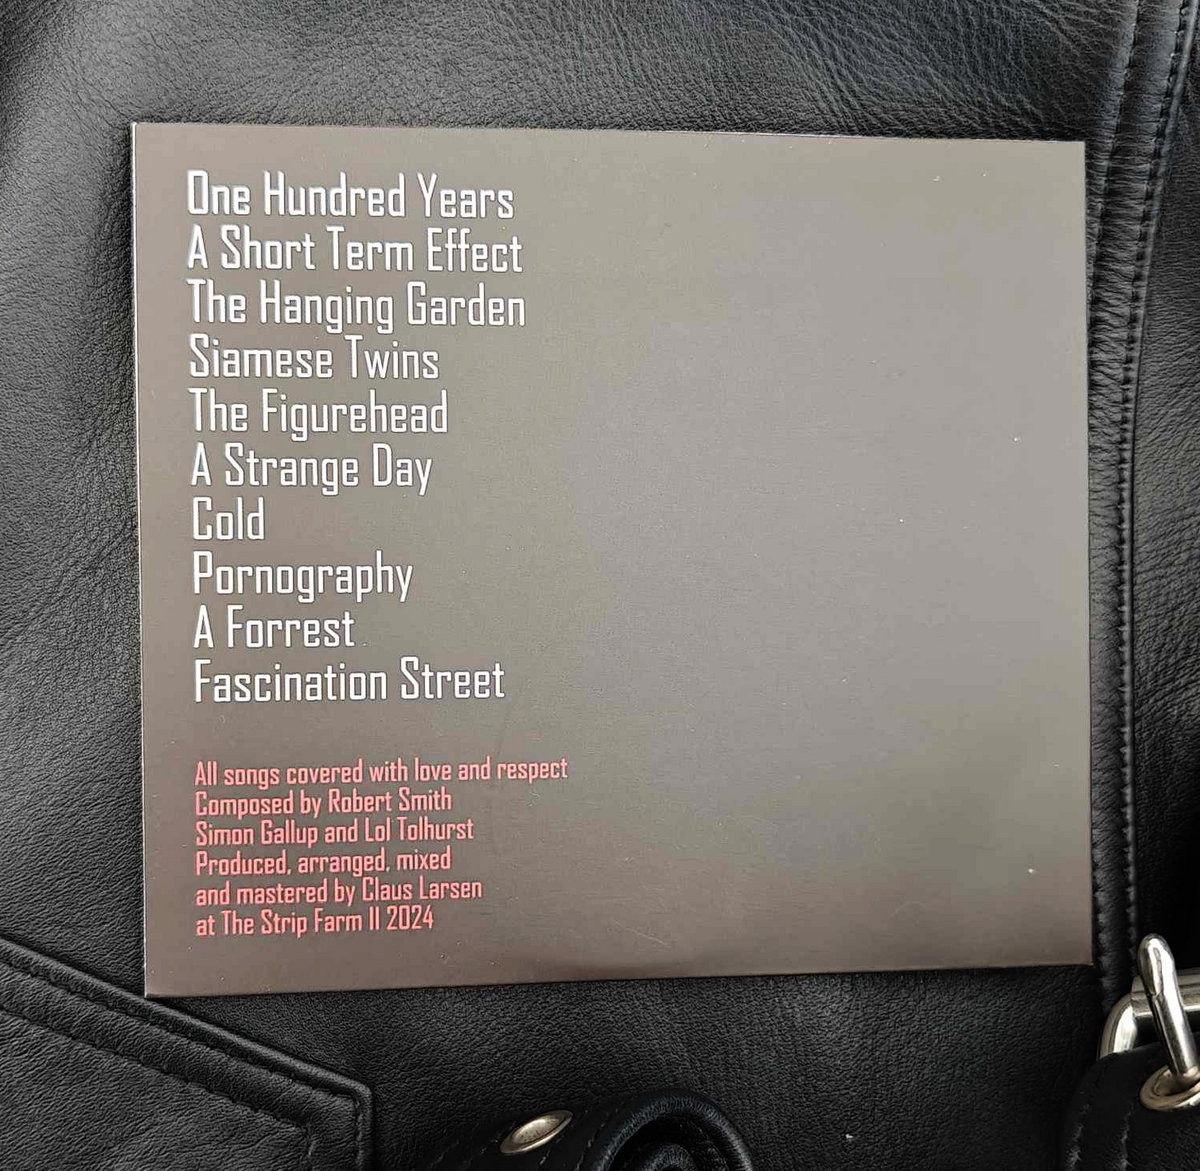 One Hundred Years
A Short Term Effect
The Hanging Garden
Siamese Twins
The Figurehead
A Strange Day
Cold
Pornography
A Forrest
Fascination Street
All songs covered with love and respect
Composed by Robert Smith
Simon Gallup and Lol Tolhurst
Produced, arranged, mixed
and mastered by Claus Larsen
at The Strip Farm II 2024